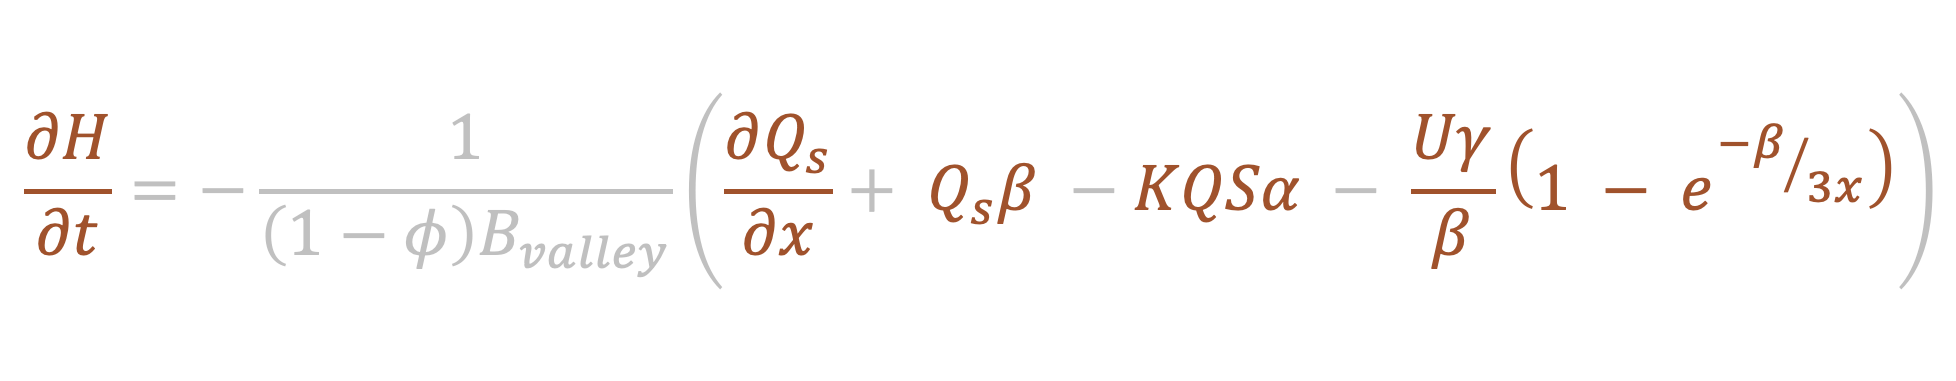 ∂H/∂t = − 1/((1 − ϕ)B_valley) (∂Q_s/∂x + Q_sβ − KQSα − Uγ/β (1 − e^(−β/3x)))